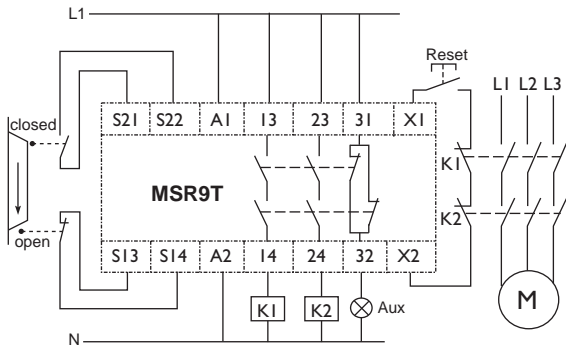 L1
Reset
L1 L2 L3
S21 S22 A1 13 23 31 X1
closed
K1
MSR9T
K2
open
S13 S14 A2 14 24 32 X2
K1 K2 Aux
M
N